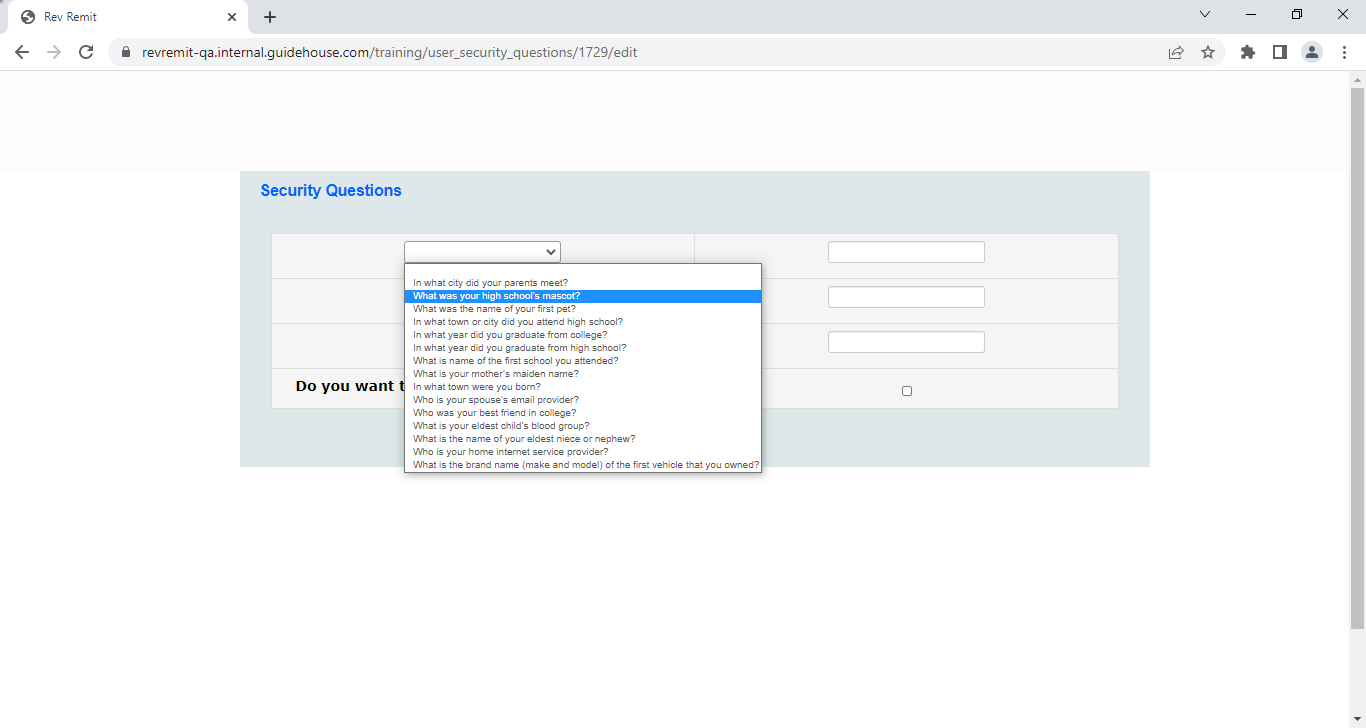 Rev Remit
revremit-qa.internal.guidehouse.com/training/user_security_questions/1729/edit
Security Questions
In what city did your parents meet?
What was your high school's mascot?
What was the name of your first pet?
In what town or city did you attend high school?
In what year did you graduate from college?
In what year did you graduate from high school?
What is name of the first school you attended?
What is your mother's maiden name?
In what town were you born?
Who is your spouse's email provider?
Who was your best friend in college?
What is your eldest child's blood group?
What is the name of your eldest niece or nephew?
Who is your home internet service provider?
What is the brand name (make and model) of the first vehicle that you owned?
Do you want t